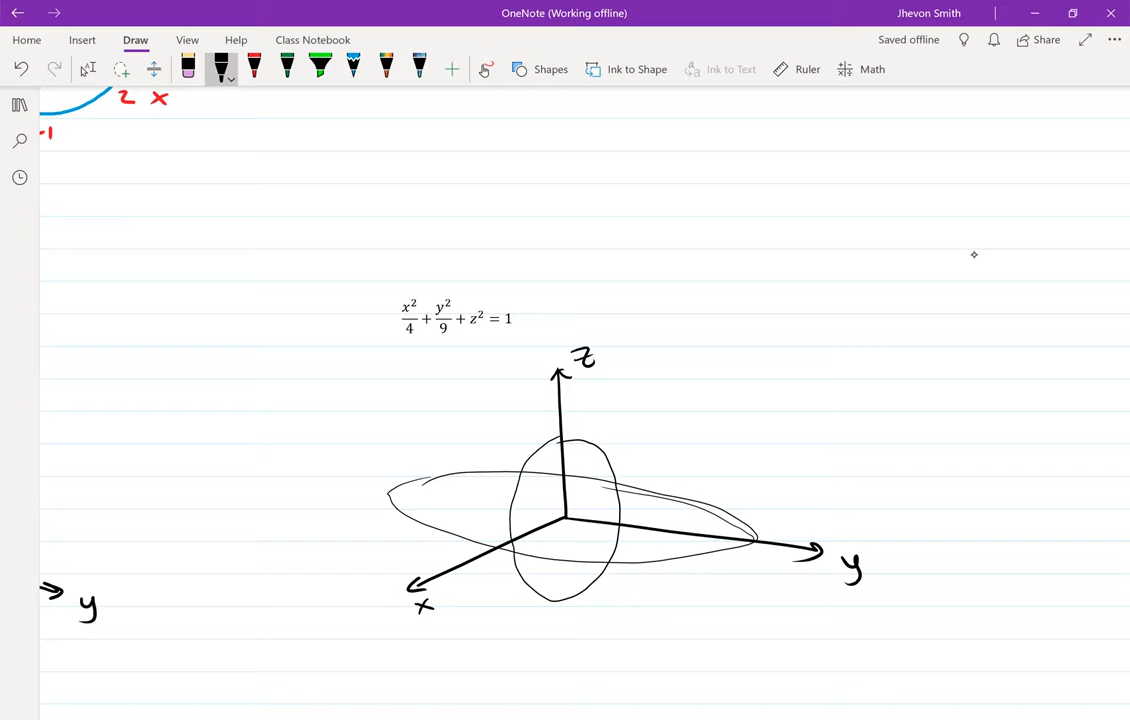 OneNote (Working offline)
Jhevon Smith
Home Insert Draw View Help Class Notebook
Saved offline Share
Shapes Ink to Shape Ink to Text Ruler Math
2 x
-1
x²/4 + y²/9 + z² = 1
z
y
x
y